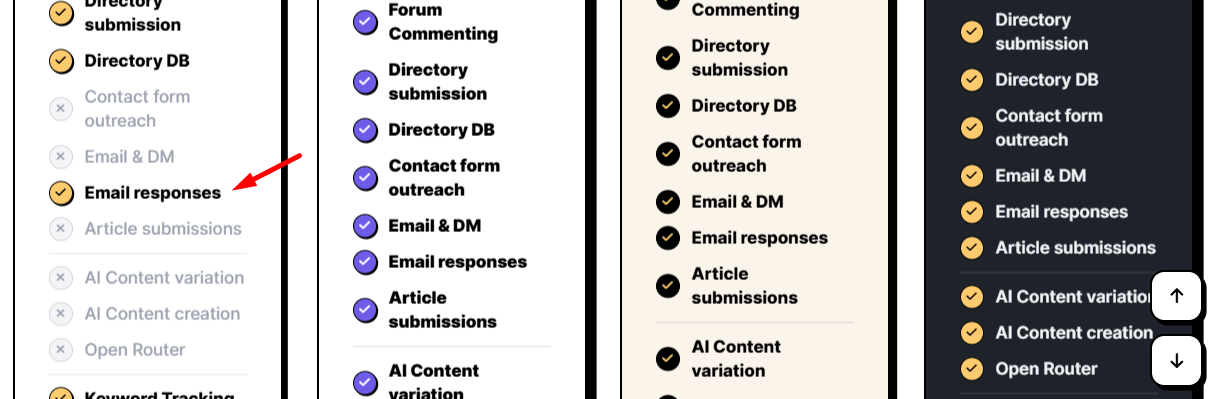 Directory
submission
Directory DB
Contact form
outreach
Email & DM
Email responses
Article submissions
AI Content variation
AI Content creation
Open Router
Keyword Tracking
Forum
Commenting
Directory
submission
Directory DB
Contact form
outreach
Email & DM
Email responses
Article
submissions
AI Content
variation
Commenting
Directory
submission
Directory DB
Contact form
outreach
Email & DM
Email responses
Article
submissions
AI Content
variation
Directory
submission
Directory DB
Contact form
outreach
Email & DM
Email responses
Article submissions
AI Content variation
AI Content creation
Open Router